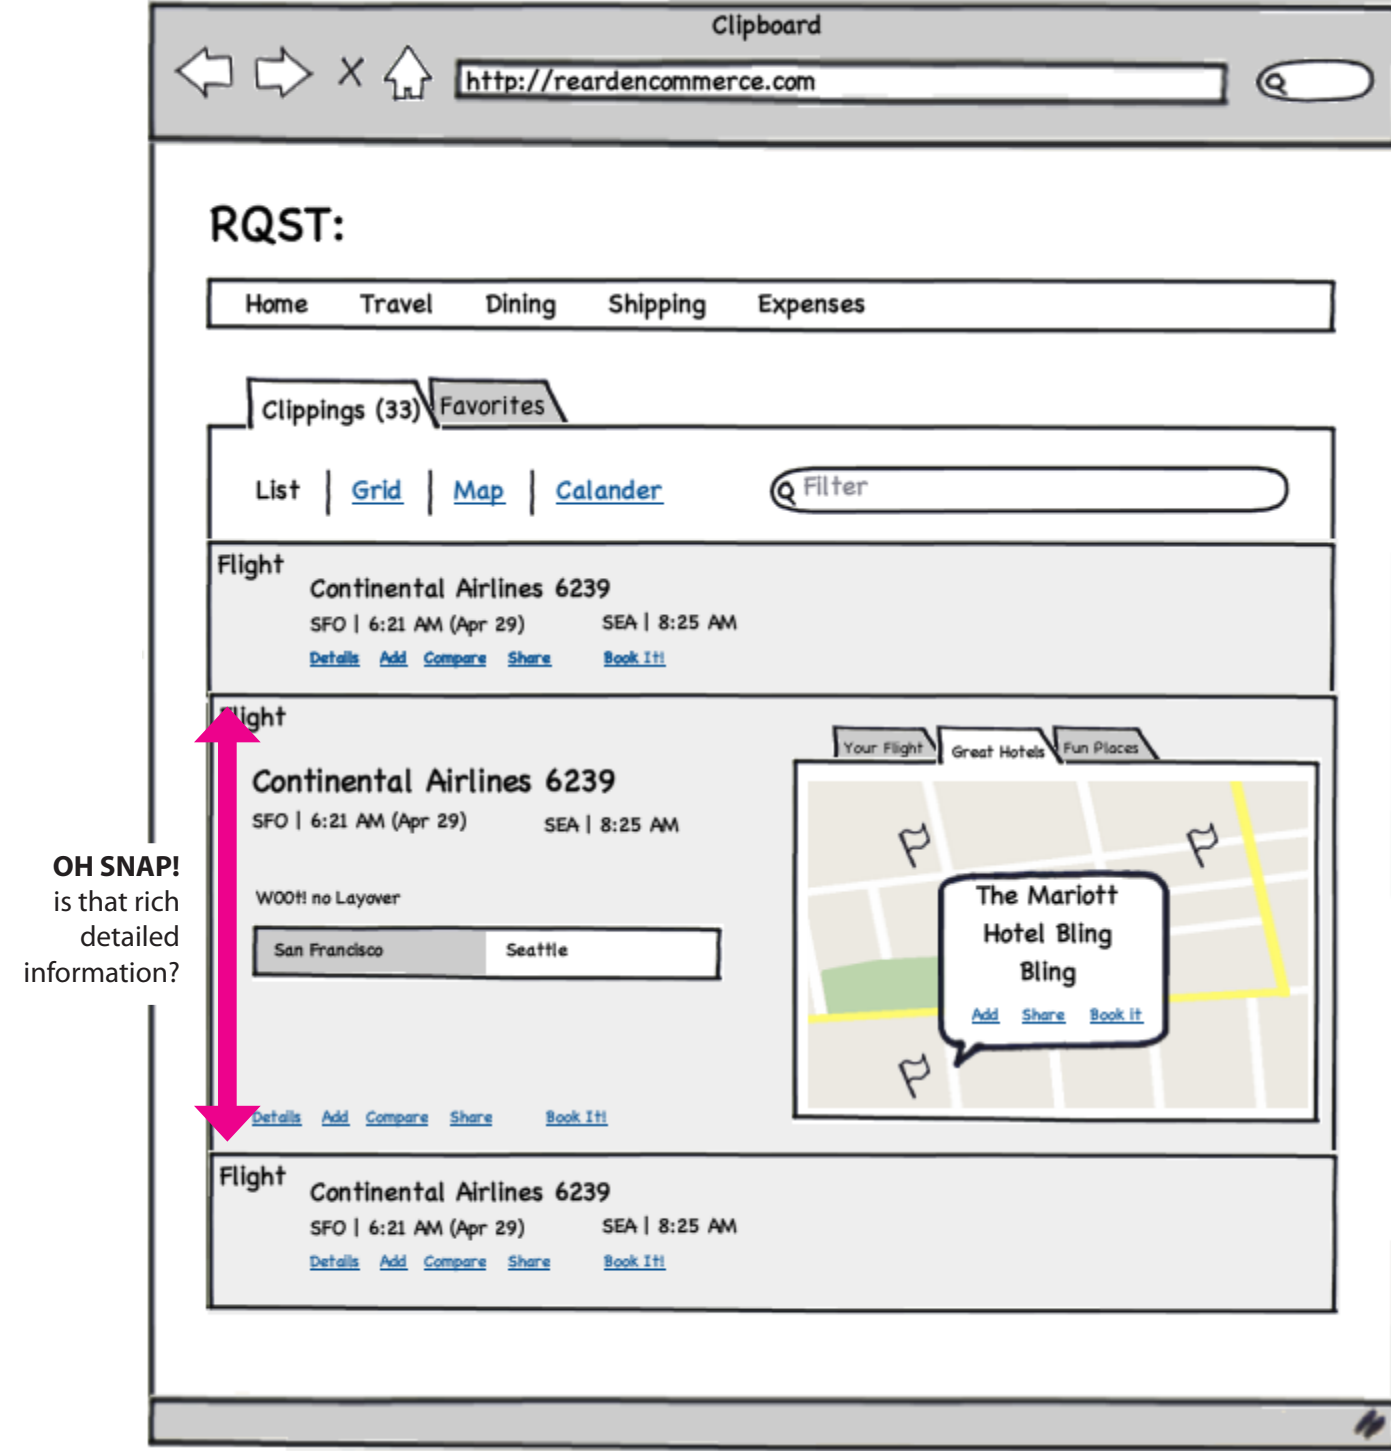 Clipboard
http://reardencommerce.com
RQST:
Home Travel Dining Shipping Expenses
Clippings (33) Favorites
List | Grid | Map | Calander Filter
Flight
Continental Airlines 6239
SFO | 6:21 AM (Apr 29) SEA | 8:25 AM
Details Add Compare Share Book It!
Flight
Continental Airlines 6239
SFO | 6:21 AM (Apr 29) SEA | 8:25 AM
W00t! no Layover
San Francisco Seattle
Details Add Compare Share Book It!
Your Flight Great Hotels Fun Places
The Mariott
Hotel Bling
Bling
Add Share Book it
OH SNAP!
is that rich
detailed
information?
Flight
Continental Airlines 6239
SFO | 6:21 AM (Apr 29) SEA | 8:25 AM
Details Add Compare Share Book It!